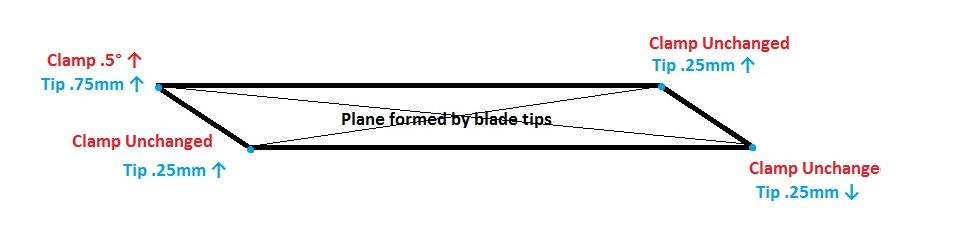 Clamp Unchanged
Tip .25mm ↑
Clamp .5° ↑
Tip .75mm ↑
Plane formed by blade tips
Clamp Unchanged
Tip .25mm ↑
Clamp Unchange
Tip .25mm ↓